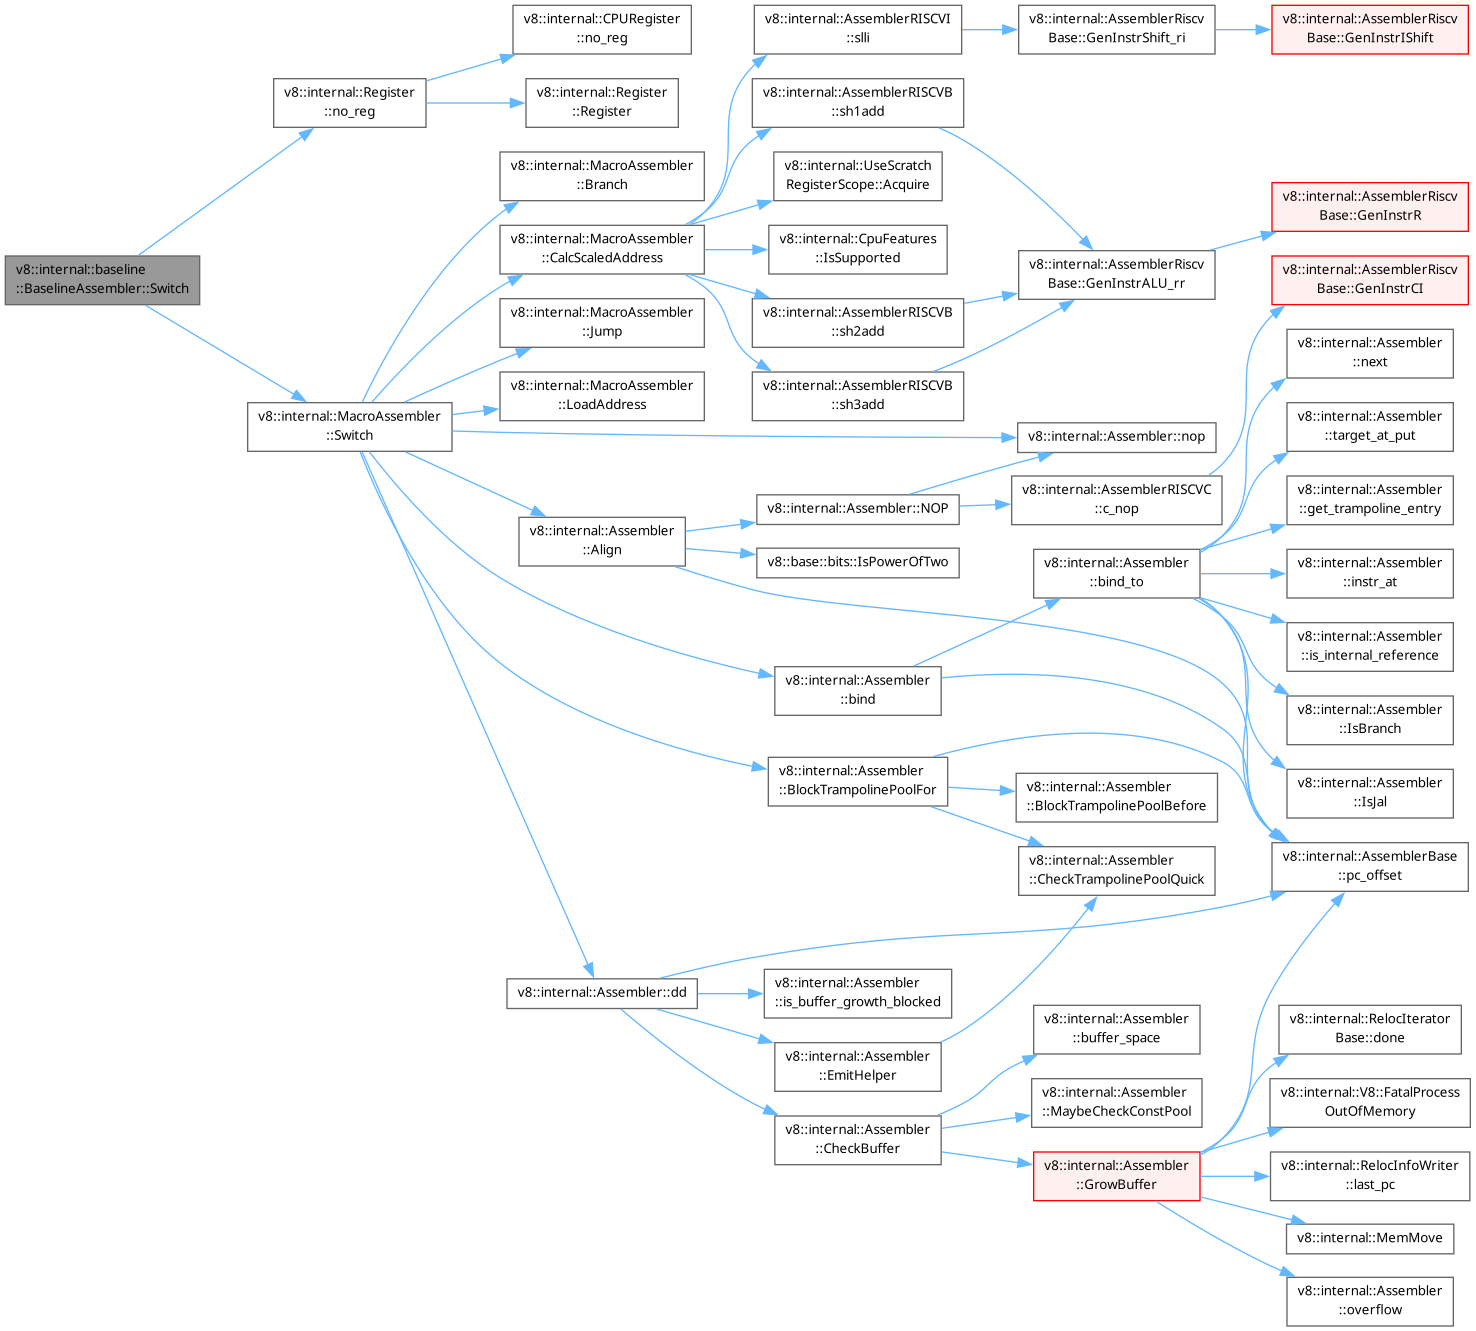 v8::internal::baseline
::BaselineAssembler::Switch
v8::internal::Register
::no_reg
v8::internal::CPURegister
::no_reg
v8::internal::Register
::Register
v8::internal::MacroAssembler
::Switch
v8::internal::MacroAssembler
::Branch
v8::internal::MacroAssembler
::CalcScaledAddress
v8::internal::MacroAssembler
::Jump
v8::internal::MacroAssembler
::LoadAddress
v8::internal::Assembler
::Align
v8::internal::Assembler::dd
v8::internal::AssemblerRISCVI
::slli
v8::internal::AssemblerRISCVB
::sh1add
v8::internal::UseScratch
RegisterScope::Acquire
v8::internal::CpuFeatures
::IsSupported
v8::internal::AssemblerRISCVB
::sh2add
v8::internal::AssemblerRISCVB
::sh3add
v8::internal::Assembler::NOP
v8::base::bits::IsPowerOfTwo
v8::internal::Assembler
::bind
v8::internal::Assembler
::BlockTrampolinePoolFor
v8::internal::Assembler
::is_buffer_growth_blocked
v8::internal::Assembler
::EmitHelper
v8::internal::Assembler
::CheckBuffer
v8::internal::AssemblerRiscv
Base::GenInstrShift_ri
v8::internal::AssemblerRiscv
Base::GenInstrALU_rr
v8::internal::Assembler::nop
v8::internal::AssemblerRISCVC
::c_nop
v8::internal::Assembler
::bind_to
v8::internal::Assembler
::BlockTrampolinePoolBefore
v8::internal::Assembler
::CheckTrampolinePoolQuick
v8::internal::Assembler
::buffer_space
v8::internal::Assembler
::MaybeCheckConstPool
v8::internal::Assembler
::GrowBuffer
v8::internal::AssemblerRiscv
Base::GenInstrIShift
v8::internal::AssemblerRiscv
Base::GenInstrR
v8::internal::AssemblerRiscv
Base::GenInstrCI
v8::internal::Assembler
::next
v8::internal::Assembler
::target_at_put
v8::internal::Assembler
::get_trampoline_entry
v8::internal::Assembler
::instr_at
v8::internal::Assembler
::is_internal_reference
v8::internal::Assembler
::IsBranch
v8::internal::Assembler
::IsJal
v8::internal::AssemblerBase
::pc_offset
v8::internal::RelocIterator
Base::done
v8::internal::V8::FatalProcess
OutOfMemory
v8::internal::RelocInfoWriter
::last_pc
v8::internal::MemMove
v8::internal::Assembler
::overflow